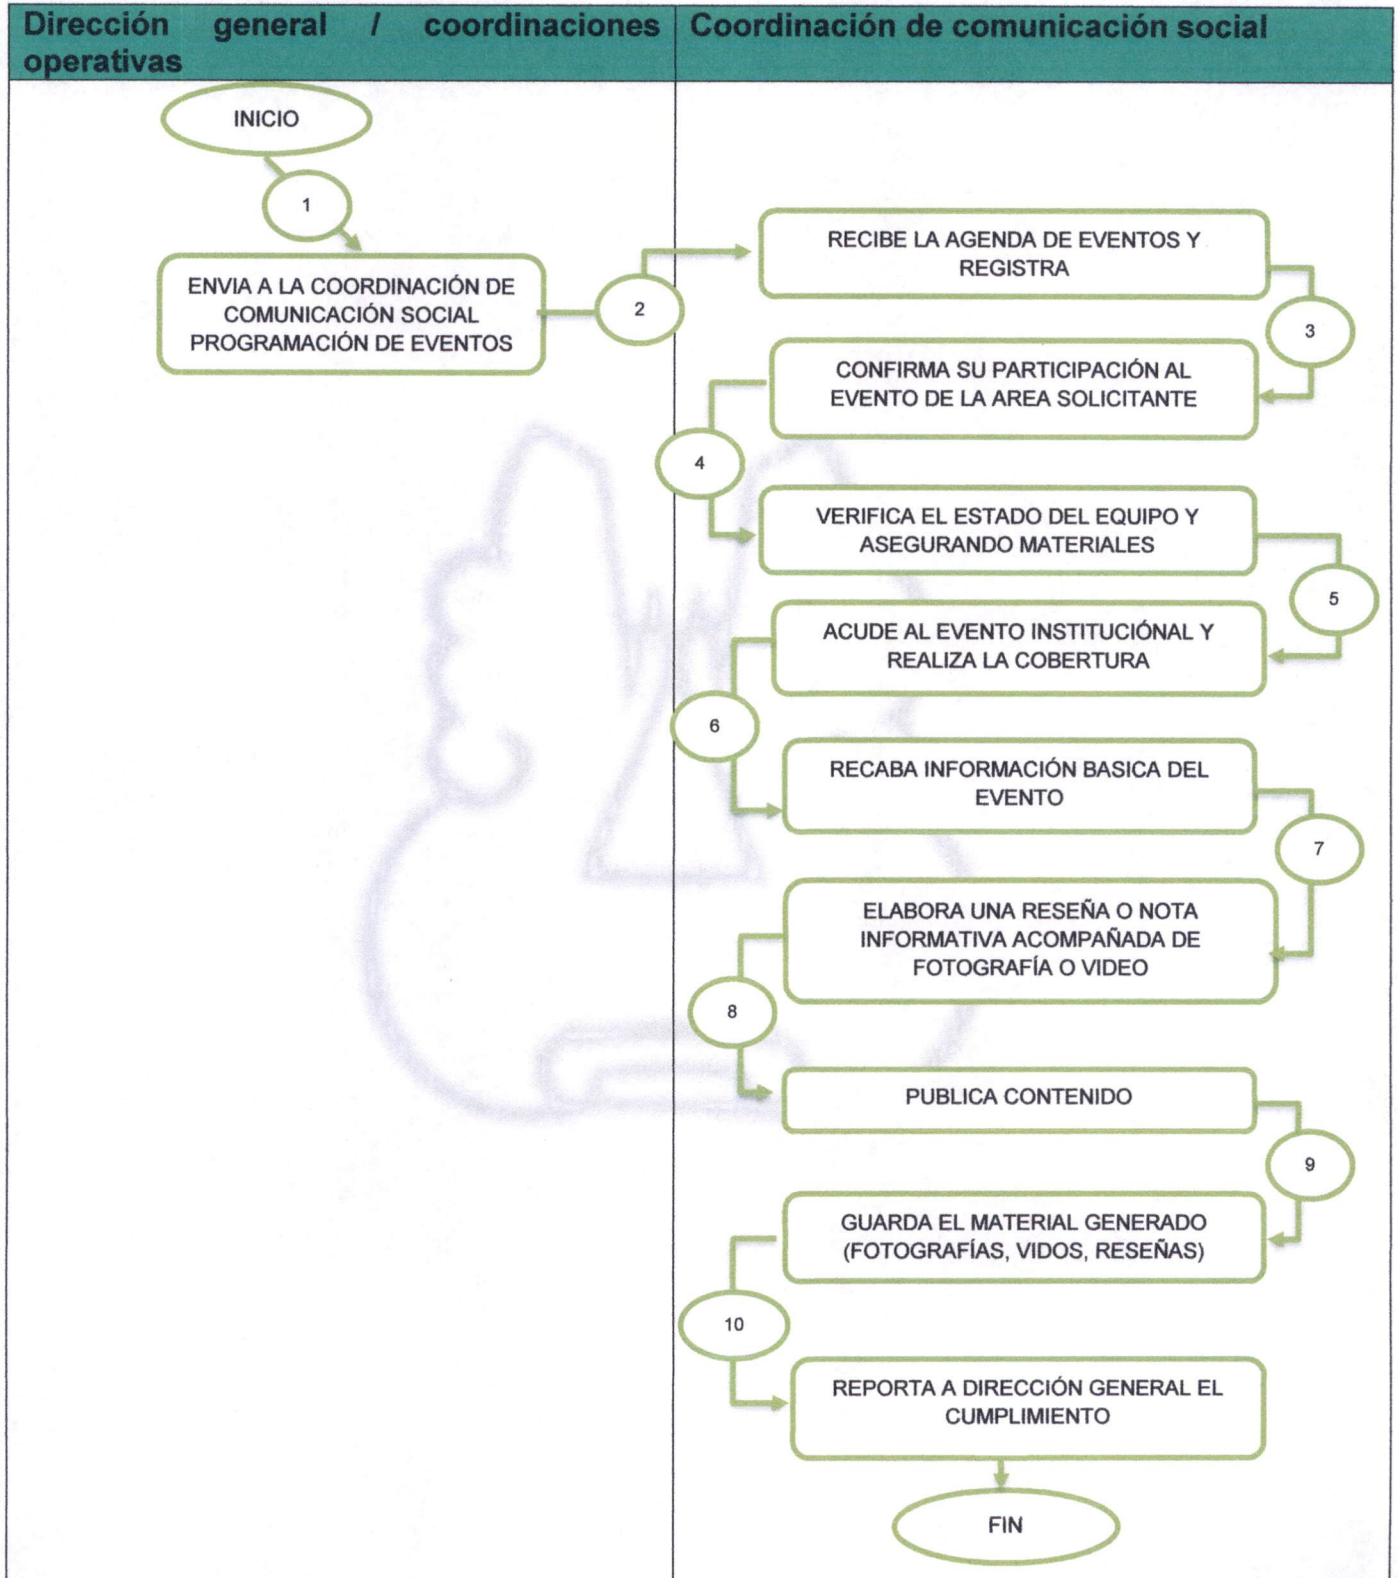 Dirección general / coordinaciones
operativas
Coordinación de comunicación social
INICIO
1
ENVIA A LA COORDINACIÓN DE
COMUNICACIÓN SOCIAL
PROGRAMACIÓN DE EVENTOS
2
RECIBE LA AGENDA DE EVENTOS Y
REGISTRA
3
CONFIRMA SU PARTICIPACIÓN AL
EVENTO DE LA AREA SOLICITANTE
4
VERIFICA EL ESTADO DEL EQUIPO Y
ASEGURANDO MATERIALES
5
ACUDE AL EVENTO INSTITUCIÓNAL Y
REALIZA LA COBERTURA
6
RECABA INFORMACIÓN BASICA DEL
EVENTO
7
ELABORA UNA RESEÑA O NOTA
INFORMATIVA ACOMPAÑADA DE
FOTOGRAFÍA O VIDEO
8
PUBLICA CONTENIDO
9
GUARDA EL MATERIAL GENERADO
(FOTOGRAFÍAS, VIDOS, RESEÑAS)
10
REPORTA A DIRECCIÓN GENERAL EL
CUMPLIMIENTO
FIN